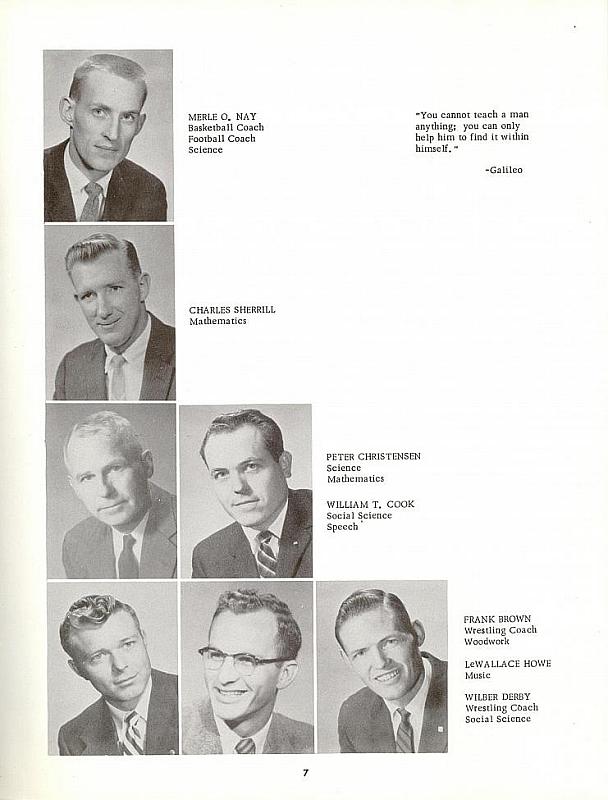 MERLE O. NAY
Basketball Coach
Football Coach
Science
"You cannot teach a man
anything; you can only
help him to find it within
himself."
-Galileo
CHARLES SHERRILL
Mathematics
PETER CHRISTENSEN
Science
Mathematics
WILLIAM T. COOK
Social Science
Speech
FRANK BROWN
Wrestling Coach
Woodwork
LeWALLACE HOWE
Music
WILBER DERBY
Wrestling Coach
Social Science
7